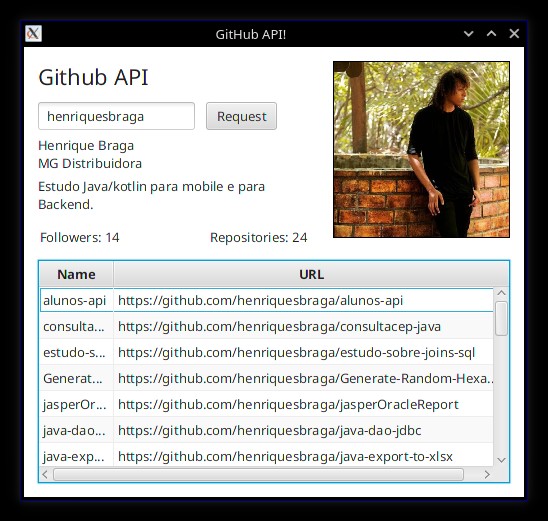 GitHub API!
Github API
henriquesbraga Request
Henrique Braga
MG Distribuidora
Estudo Java/kotlin para mobile e para
Backend.
Followers: 14 Repositories: 24
Name URL
alunos-api https://github.com/henriquesbraga/alunos-api
consulta... https://github.com/henriquesbraga/consultacep-java
estudo-s... https://github.com/henriquesbraga/estudo-sobre-joins-sql
Generat... https://github.com/henriquesbraga/Generate-Random-Hexa...
jasperOr... https://github.com/henriquesbraga/jasperOracleReport
java-dao... https://github.com/henriquesbraga/java-dao-jdbc
java-exp... https://github.com/henriquesbraga/java-export-to-xlsx